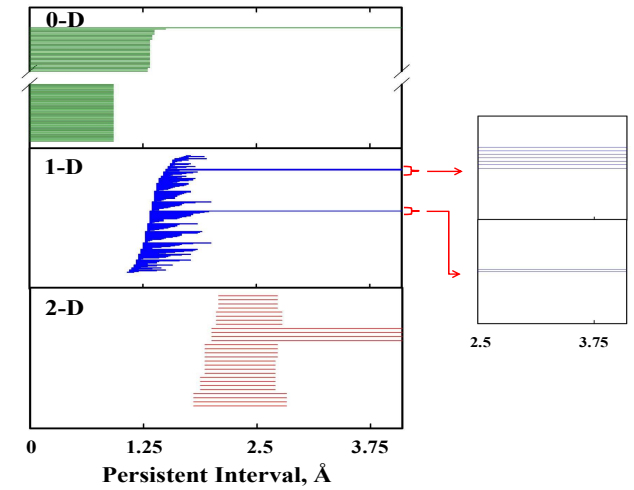 0-D
1-D
2-D
0 1.25 2.5 3.75
Persistent Interval, Å
2.5 3.75